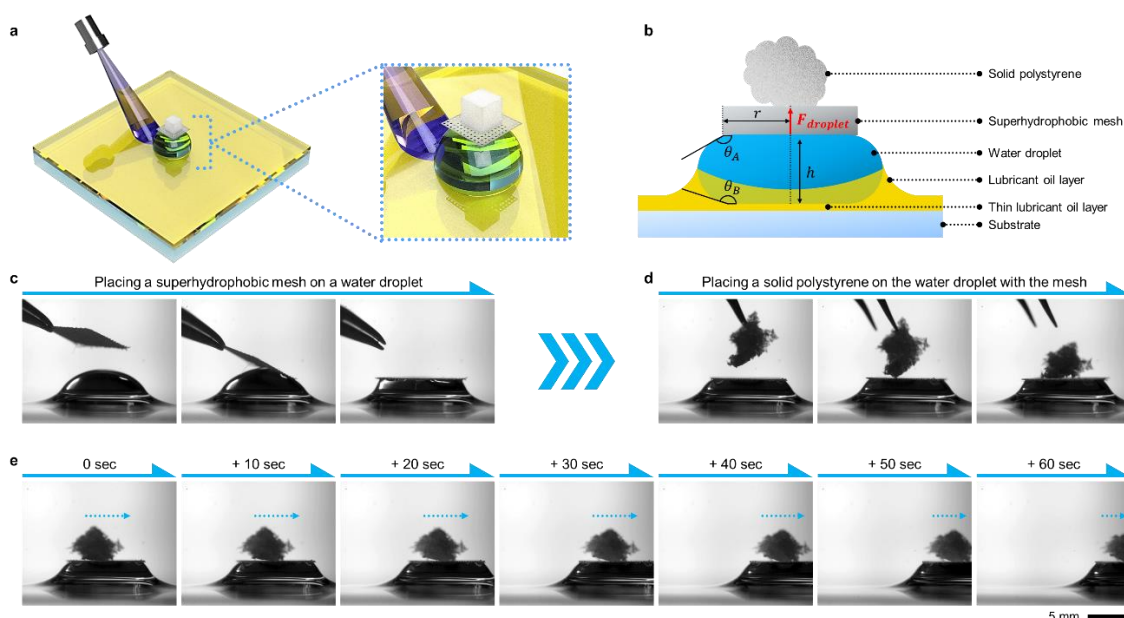 a
b
Solid polystyrene
r
F_droplet
Superhydrophobic mesh
θ_A
Water droplet
h
Lubricant oil layer
θ_B
Thin lubricant oil layer
Substrate
c
Placing a superhydrophobic mesh on a water droplet
d
Placing a solid polystyrene on the water droplet with the mesh
e
0 sec
+ 10 sec
+ 20 sec
+ 30 sec
+ 40 sec
+ 50 sec
+ 60 sec
5 mm